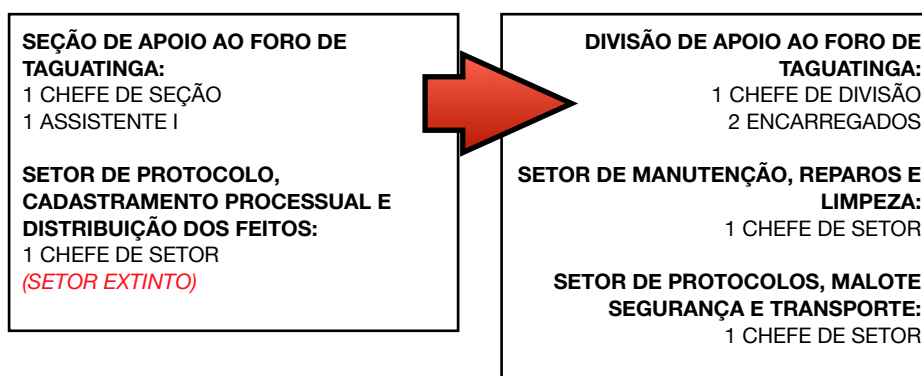 SEÇÃO DE APOIO AO FORO DE
TAGUATINGA:
1 CHEFE DE SEÇÃO
1 ASSISTENTE I
SETOR DE PROTOCOLO,
CADASTRAMENTO PROCESSUAL E
DISTRIBUIÇÃO DOS FEITOS:
1 CHEFE DE SETOR
(SETOR EXTINTO)
DIVISÃO DE APOIO AO FORO DE
TAGUATINGA:
1 CHEFE DE DIVISÃO
2 ENCARREGADOS
SETOR DE MANUTENÇÃO, REPAROS E
LIMPEZA:
1 CHEFE DE SETOR
SETOR DE PROTOCOLOS, MALOTE
SEGURANÇA E TRANSPORTE:
1 CHEFE DE SETOR